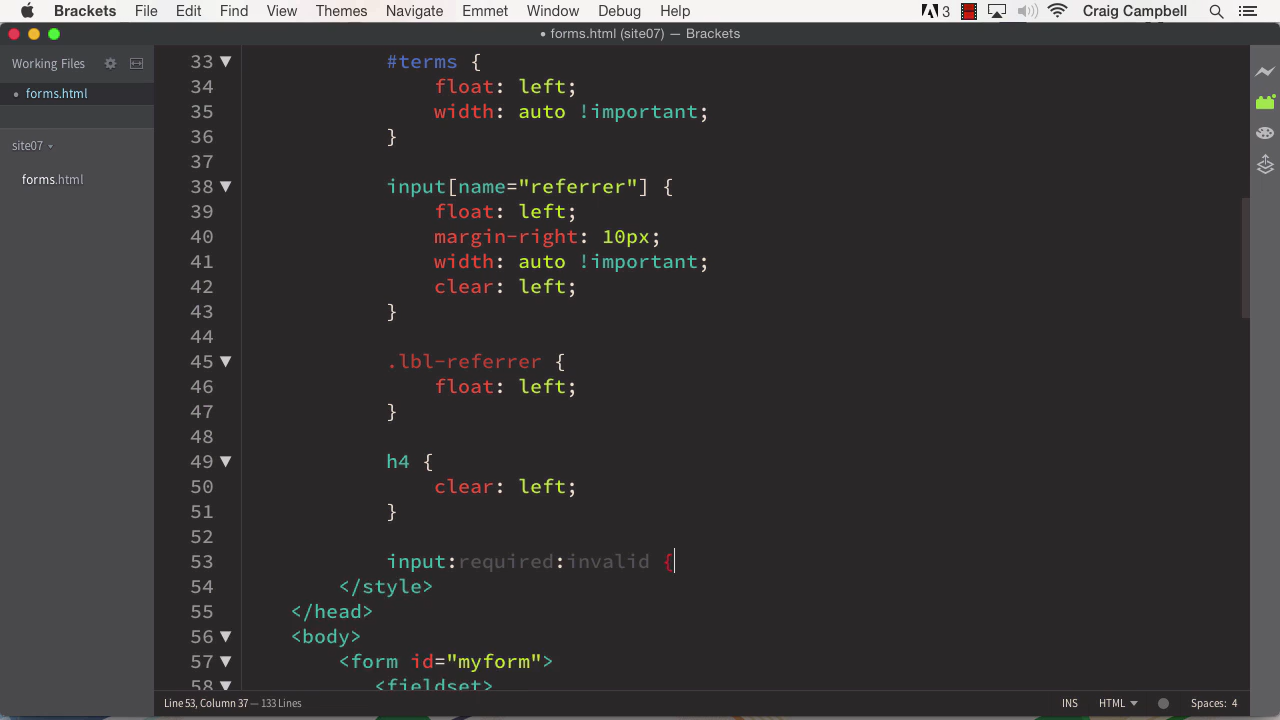 Brackets File Edit Find View Themes Navigate Emmet Window Debug Help 3 Craig Campbell
• forms.html (site07) — Brackets
Working Files
• forms.html
site07
forms.html
33 #terms {
34 float: left;
35 width: auto !important;
36 }
37
38 input[name="referrer"] {
39 float: left;
40 margin-right: 10px;
41 width: auto !important;
42 clear: left;
43 }
44
45 .lbl-referrer {
46 float: left;
47 }
48
49 h4 {
50 clear: left;
51 }
52
53 input:required:invalid {
54 </style>
55 </head>
56 <body>
57 <form id="myform">
58 <fieldset>
Line 53, Column 37 — 133 Lines INS HTML Spaces: 4